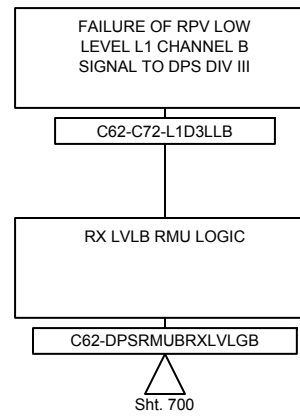 FAILURE OF RPV LOW
LEVEL L1 CHANNEL B
SIGNAL TO DPS DIV III
C62-C72-L1D3LLB
RX LVLB RMU LOGIC
C62-DPSRMUBRXLVLGB
Sht. 700